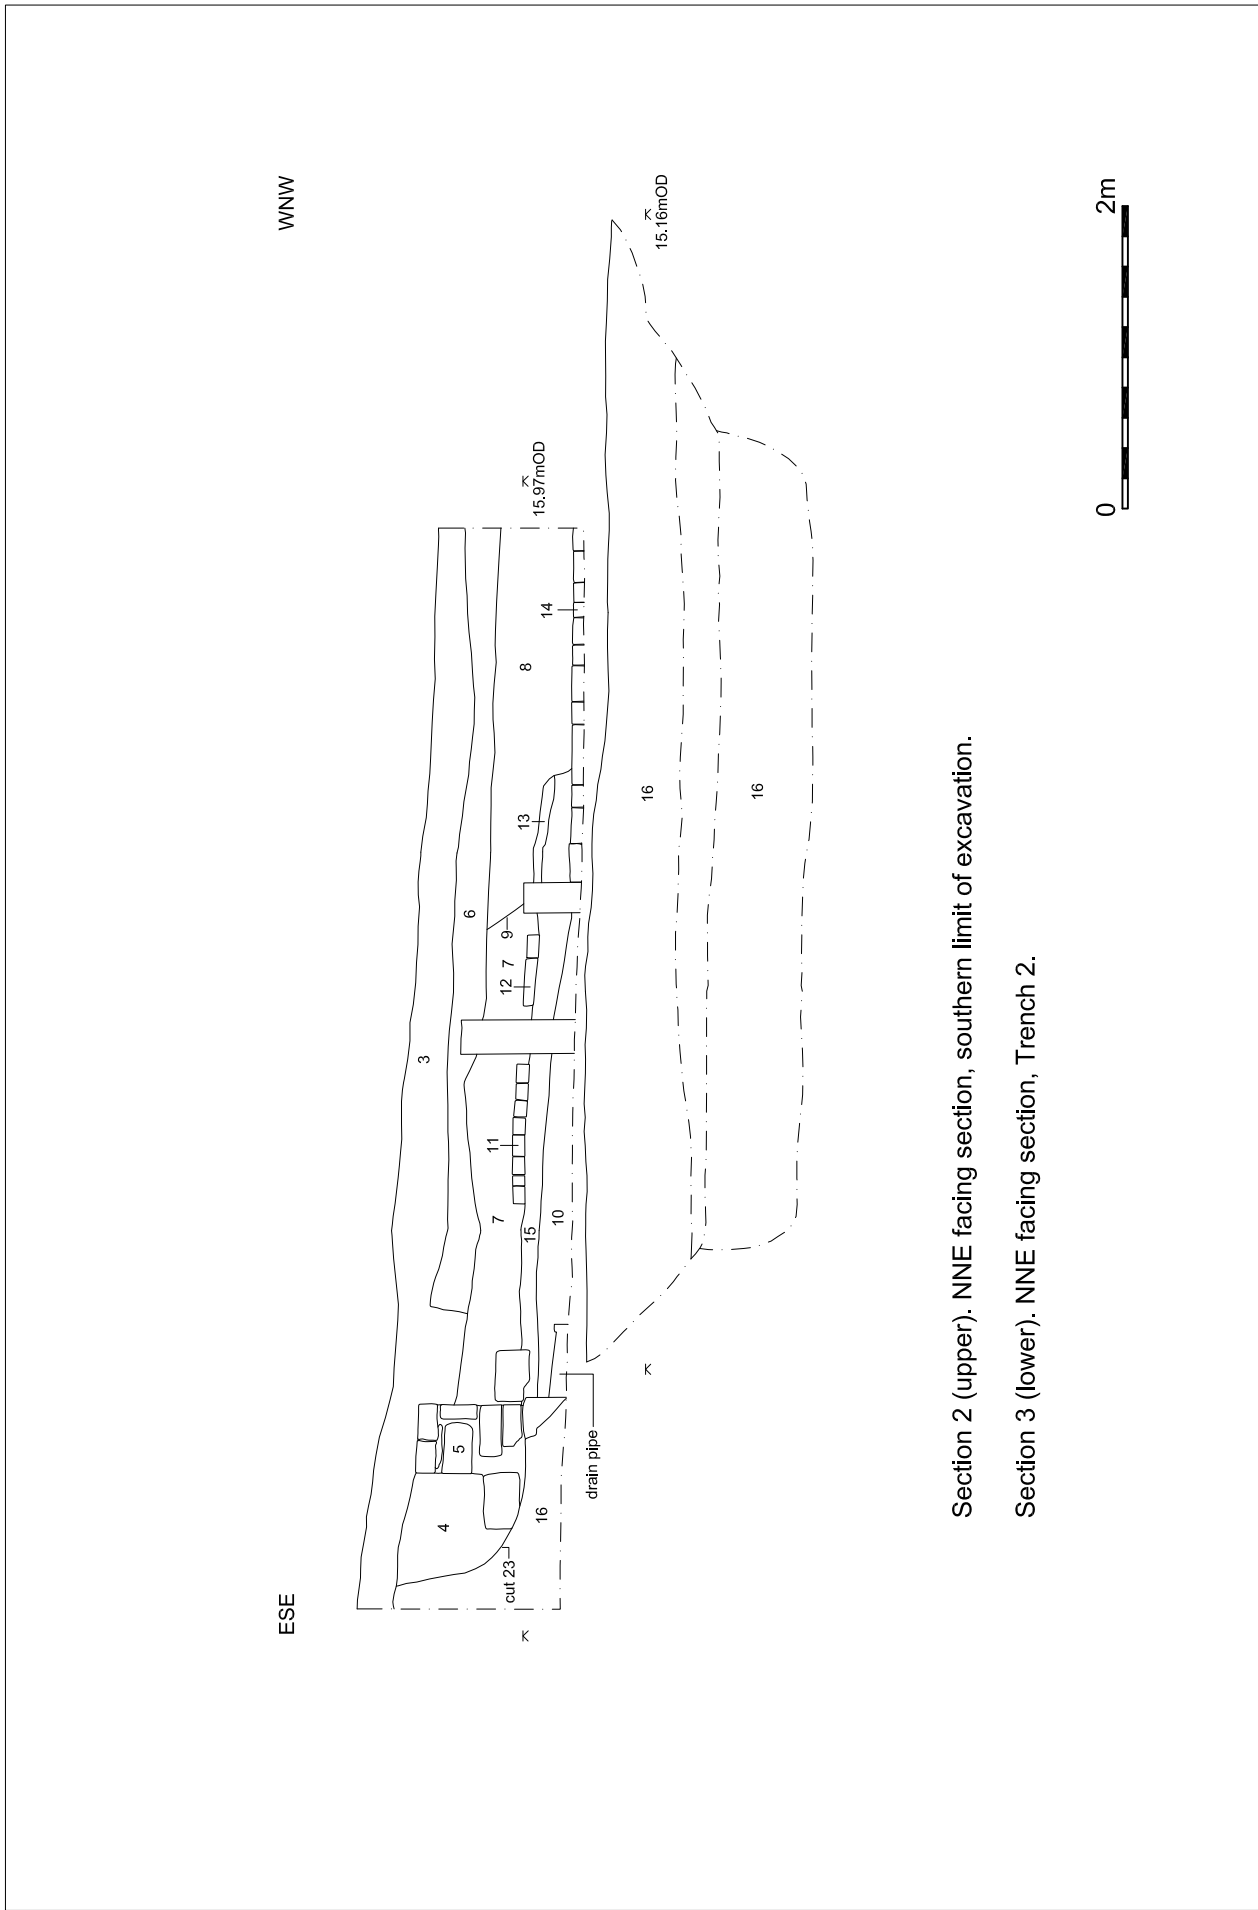 ESE
WNW
3
4
5
6
cut 23
16
7
11
12
7
9
8
13
14
15
10
drain pipe
15.97mOD
15.16mOD
16
16
Section 2 (upper). NNE facing section, southern limit of excavation.
Section 3 (lower). NNE facing section, Trench 2.
0
2m